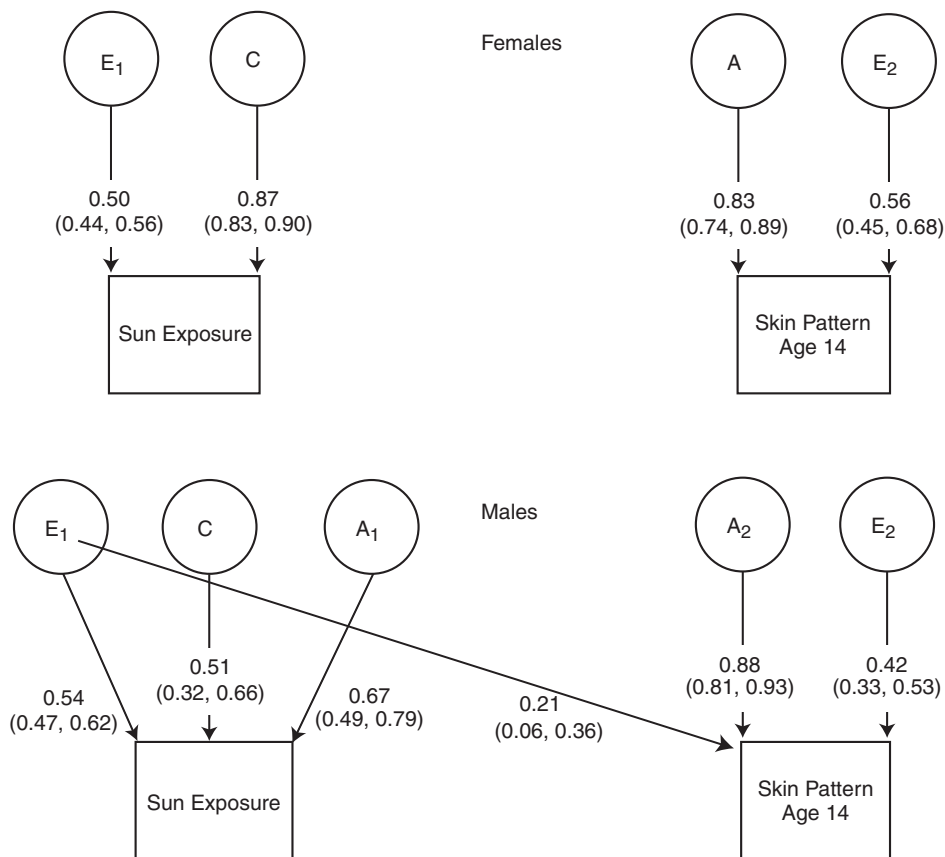 Females
E1
C
A
E2
0.50
(0.44, 0.56)
0.87
(0.83, 0.90)
0.83
(0.74, 0.89)
0.56
(0.45, 0.68)
Sun Exposure
Skin Pattern
Age 14
Males
E1
C
A1
A2
E2
0.54
(0.47, 0.62)
0.51
(0.32, 0.66)
0.67
(0.49, 0.79)
0.21
(0.06, 0.36)
0.88
(0.81, 0.93)
0.42
(0.33, 0.53)
Sun Exposure
Skin Pattern
Age 14